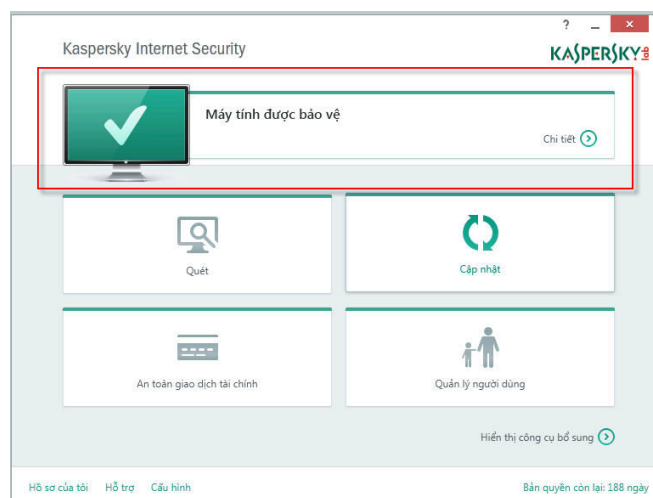 ? _ ×
Kaspersky Internet Security
KASPERSKY lab
Máy tính được bảo vệ
Chi tiết
Quét
Cập nhật
An toàn giao dịch tài chính
Quản lý người dùng
Hiển thị công cụ bổ sung
Hồ sơ của tôi Hỗ trợ Cấu hình
Bản quyền còn lại: 188 ngày